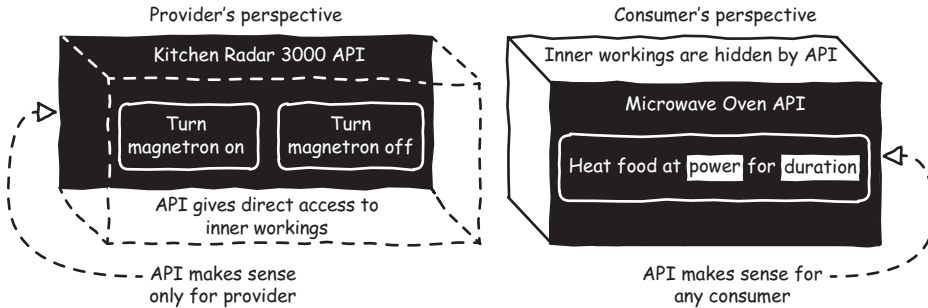 Provider's perspective
Kitchen Radar 3000 API
Turn
magnetron on
Turn
magnetron off
API gives direct access to
inner workings
API makes sense
only for provider
Consumer's perspective
Inner workings are hidden by API
Microwave Oven API
Heat food at power for duration
API makes sense for
any consumer